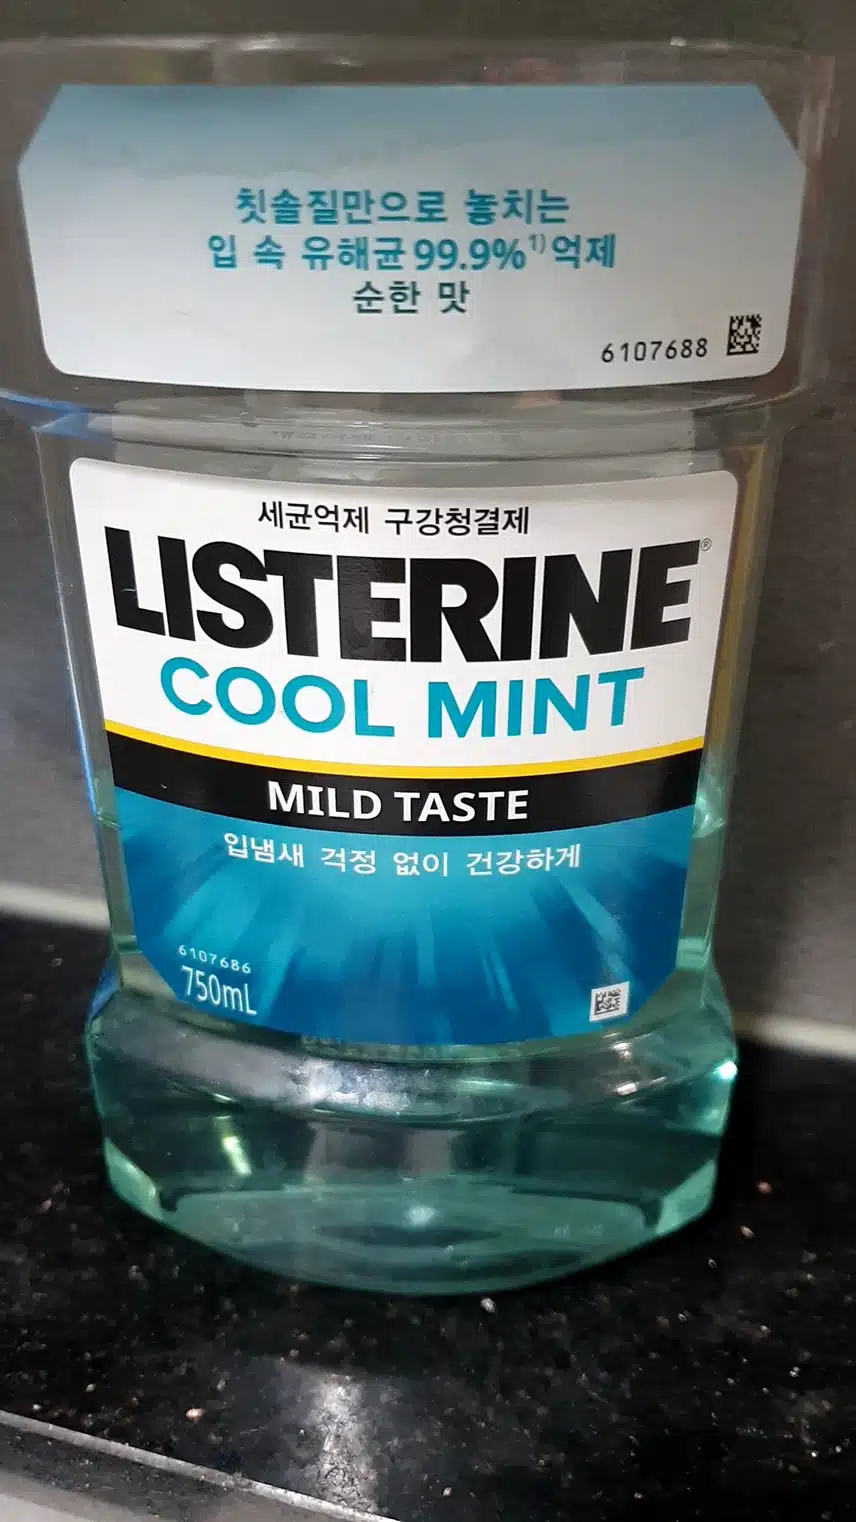 칫솔질만으로 놓치는
입 속 유해균 99.9%¹⁾억제
순한 맛
6107688
세균억제 구강청결제
LISTERINE®
COOL MINT
MILD TASTE
입냄새 걱정 없이 건강하게
6107686
750mL